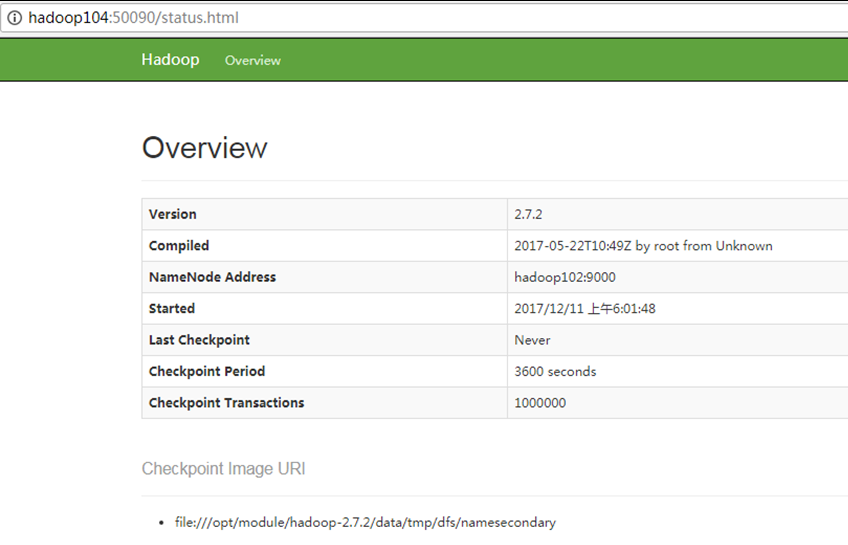 hadoop104:50090/status.html
Hadoop Overview
Overview
Version 2.7.2
Compiled 2017-05-22T10:49Z by root from Unknown
NameNode Address hadoop102:9000
Started 2017/12/11 上午6:01:48
Last Checkpoint Never
Checkpoint Period 3600 seconds
Checkpoint Transactions 1000000
Checkpoint Image URI
• file:///opt/module/hadoop-2.7.2/data/tmp/dfs/namesecondary